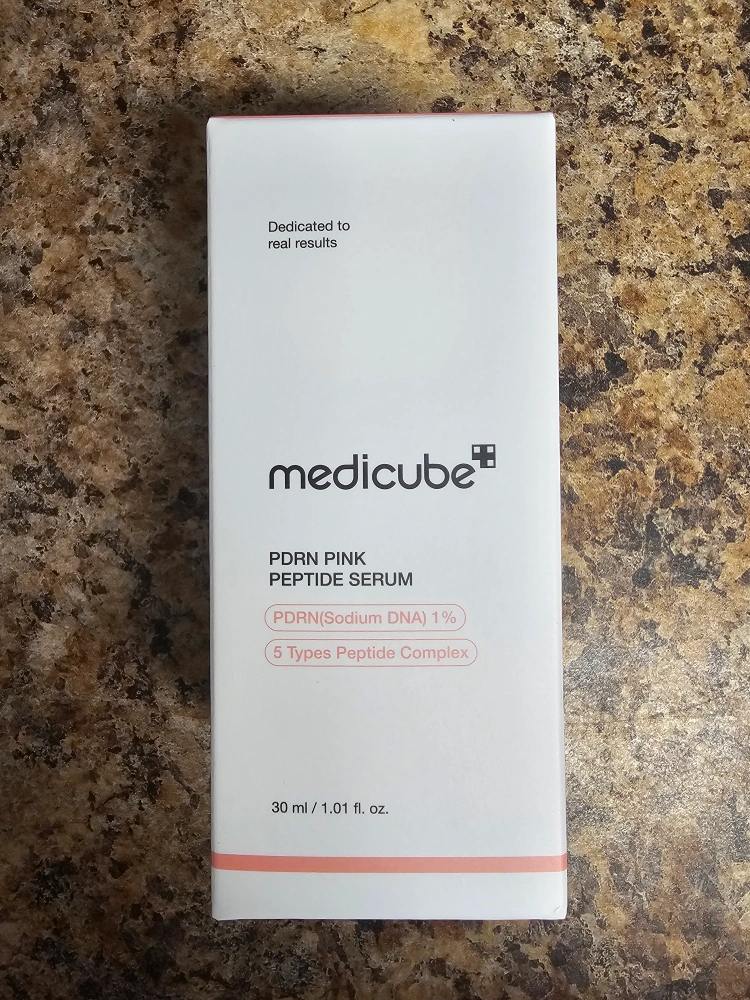 Dedicated to
real results
medicube
PDRN PINK
PEPTIDE SERUM
PDRN(Sodium DNA) 1%
5 Types Peptide Complex
30 ml / 1.01 fl. oz.